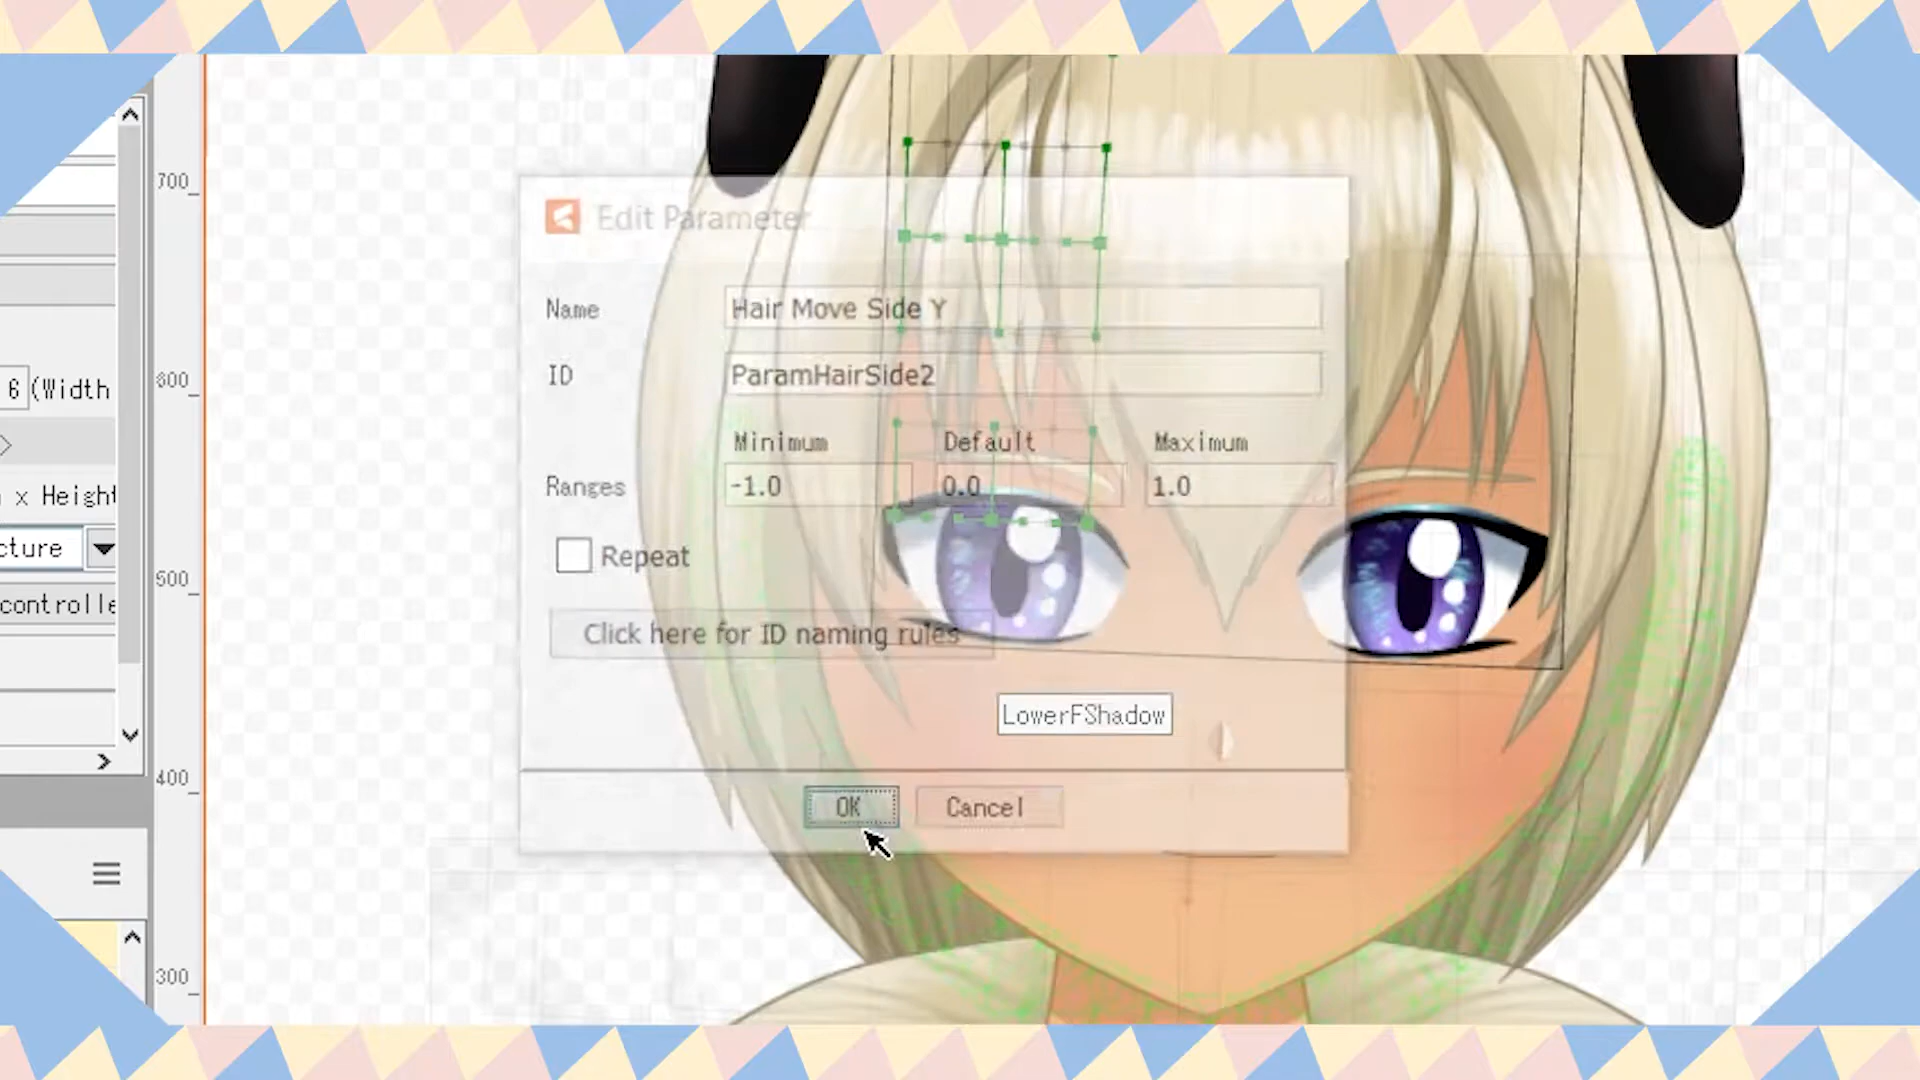 Edit Parameter
Name
Hair Move Side Y
ID
ParamHairSide2
Minimum
Default
Maximum
Ranges
-1.0
0.0
1.0
Repeat
Click here for ID naming rules
LowerFShadow
OK
Cancel
700
600
500
400
300
6 (Width
x Height
cture
controlle